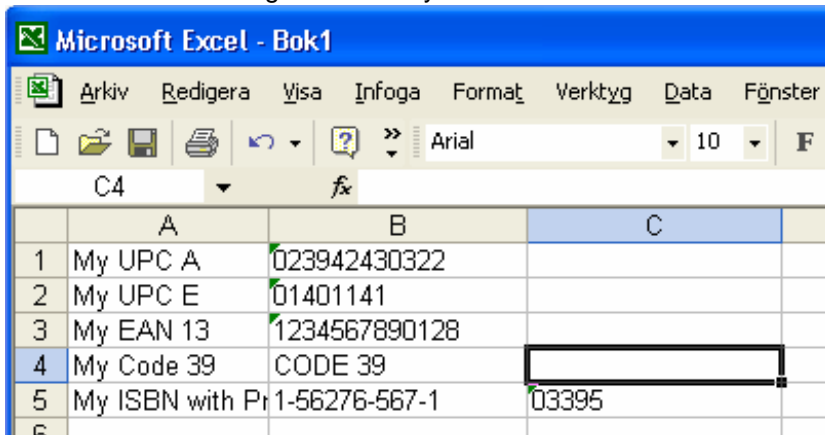 Microsoft Excel - Bok1
Arkiv Redigera Visa Infoga Format Verktyg Data Fönster
Arial 10 F
C4 fx
A B C
1 My UPC A 023942430322
2 My UPC E 01401141
3 My EAN 13 1234567890128
4 My Code 39 CODE 39
5 My ISBN with Pr 1-56276-567-1 03395